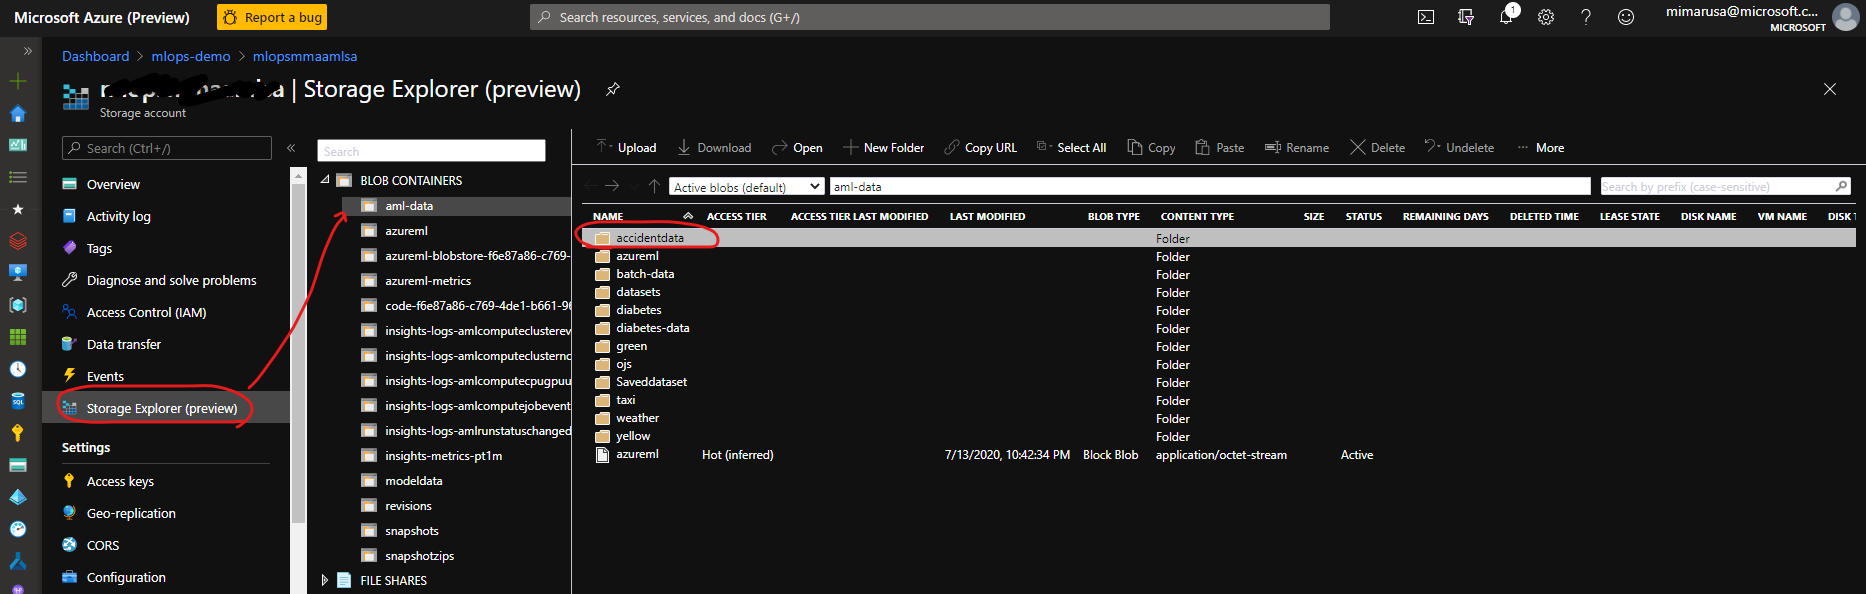 Microsoft Azure (Preview)
Report a bug
Search resources, services, and docs (G+/)
1
mimarusa@microsoft.c...
MICROSOFT
Dashboard > mlops-demo > mlopsmmaamlsa
| Storage Explorer (preview)
Storage account
Search (Ctrl+/)
Overview
Activity log
Tags
Diagnose and solve problems
Access Control (IAM)
Data transfer
Events
Storage Explorer (preview)
Settings
Access keys
Geo-replication
CORS
Configuration
SQL
Search
BLOB CONTAINERS
aml-data
azureml
azureml-blobstore-f6e87a86-c769-
azureml-metrics
code-f6e87a86-c769-4de1-b661-96
insights-logs-amlcomputeclusterev
insights-logs-amlcomputeclusternc
insights-logs-amlcomputecpugpuu
insights-logs-amlcomputejobevent
insights-logs-amlrunstatuschanged
insights-metrics-pt1m
modeldata
revisions
snapshots
snapshotzips
FILE SHARES
Upload Download Open New Folder Copy URL Select All Copy Paste Rename Delete Undelete ... More
Active blobs (default) aml-data Search by prefix (case-sensitive)
NAME ACCESS TIER ACCESS TIER LAST MODIFIED LAST MODIFIED BLOB TYPE CONTENT TYPE SIZE STATUS REMAINING DAYS DELETED TIME LEASE STATE DISK NAME VM NAME DISK T
accidentdata Folder
azureml Folder
batch-data Folder
datasets Folder
diabetes Folder
diabetes-data Folder
green Folder
ojs Folder
Saveddataset Folder
taxi Folder
weather Folder
yellow Folder
azureml Hot (inferred) 7/13/2020, 10:42:34 PM Block Blob application/octet-stream Active